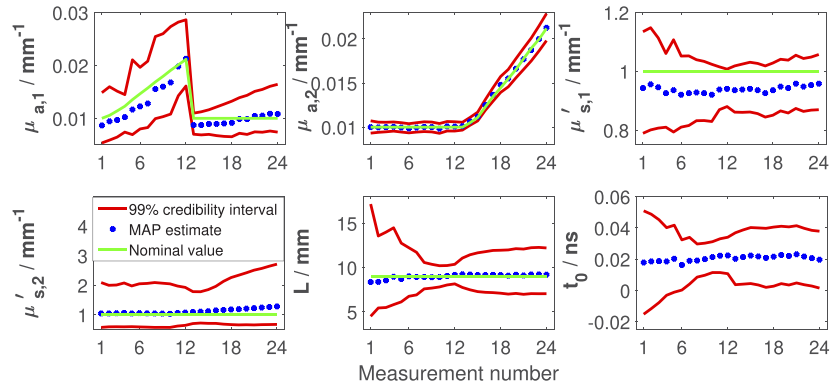 0.03
0.02
0.01
1 6 12 18 24
μa,1 / mm-1
0.02
0.015
0.01
1 6 12 18 24
μa,2 / mm-1
1.2
1
0.8
1 6 12 18 24
μ′s,1 / mm-1
4
3
2
1
1 6 12 18 24
μ′s,2 / mm-1
99% credibility interval
MAP estimate
Nominal value
15
10
5
1 6 12 18 24
L / mm
0.06
0.04
0.02
0
-0.02
1 6 12 18 24
t0 / ns
Measurement number